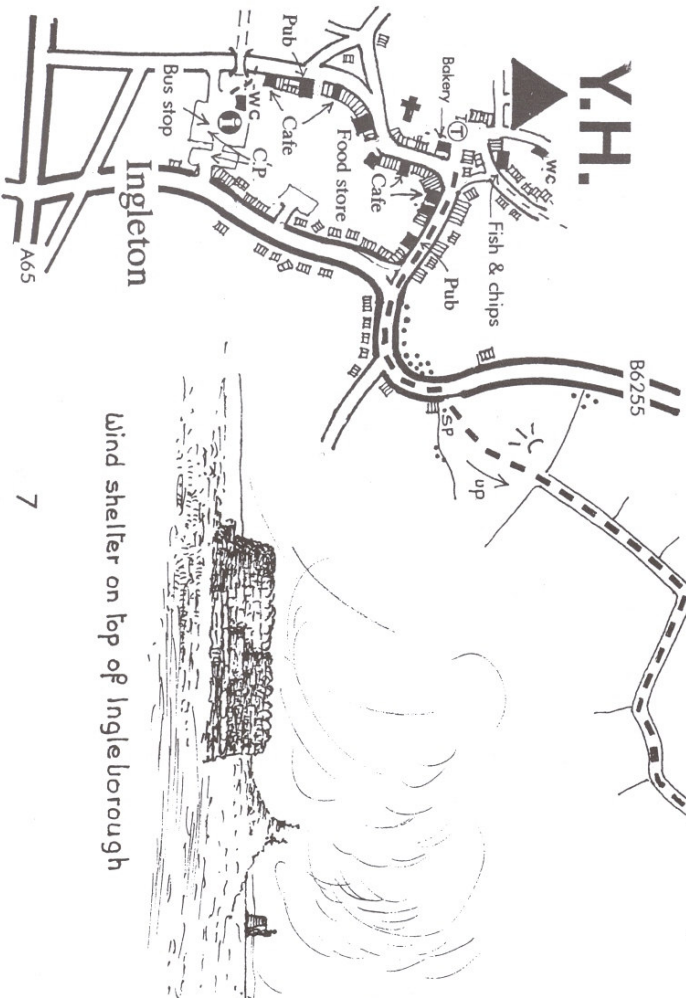 Y.H.
WC
Fish & chips
Bakery
T
Pub
Pub
Cafe
Food store
Cafe
WC
i
C.P.
Bus stop
Ingleton
A65
B6255
SP
up
Wind shelter on top of Ingleborough
7